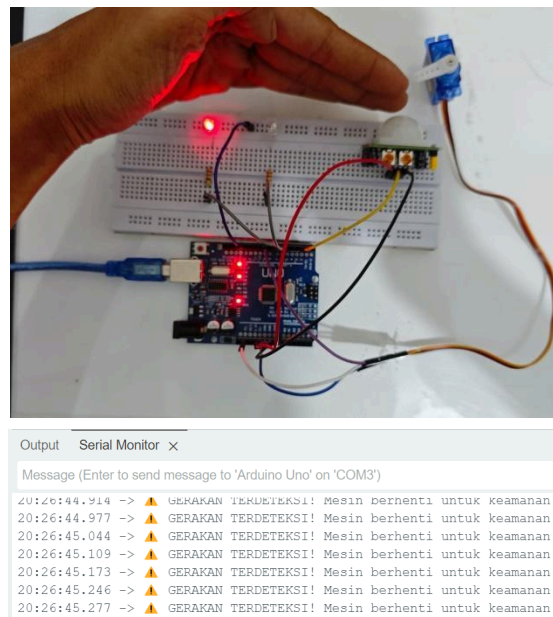 UNO
Output Serial Monitor ×
Message (Enter to send message to 'Arduino Uno' on 'COM3')
20:26:44.914 -> ⚠ GERAKAN TERDETEKSI! Mesin berhenti untuk keamanan
20:26:44.977 -> ⚠ GERAKAN TERDETEKSI! Mesin berhenti untuk keamanan
20:26:45.044 -> ⚠ GERAKAN TERDETEKSI! Mesin berhenti untuk keamanan
20:26:45.109 -> ⚠ GERAKAN TERDETEKSI! Mesin berhenti untuk keamanan
20:26:45.173 -> ⚠ GERAKAN TERDETEKSI! Mesin berhenti untuk keamanan
20:26:45.246 -> ⚠ GERAKAN TERDETEKSI! Mesin berhenti untuk keamanan
20:26:45.277 -> ⚠ GERAKAN TERDETEKSI! Mesin berhenti untuk keamanan